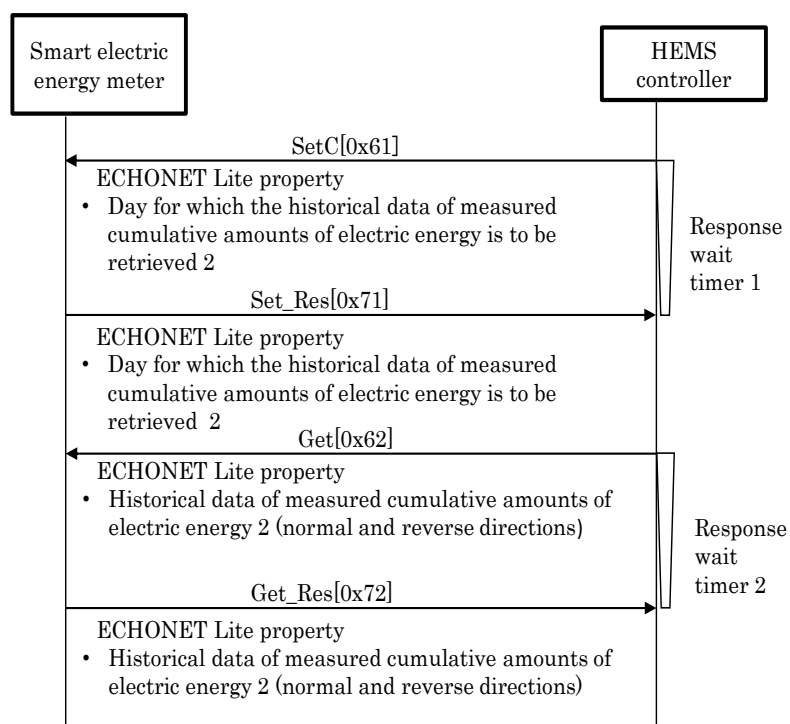 Smart electric
energy meter
HEMS
controller
SetC[0x61]
ECHONET Lite property
• Day for which the historical data of measured
cumulative amounts of electric energy is to be
retrieved 2
Response
wait
timer 1
Set_Res[0x71]
ECHONET Lite property
• Day for which the historical data of measured
cumulative amounts of electric energy is to be
retrieved 2
Get[0x62]
ECHONET Lite property
• Historical data of measured cumulative amounts of
electric energy 2 (normal and reverse directions)
Response
wait
timer 2
Get_Res[0x72]
ECHONET Lite property
• Historical data of measured cumulative amounts of
electric energy 2 (normal and reverse directions)